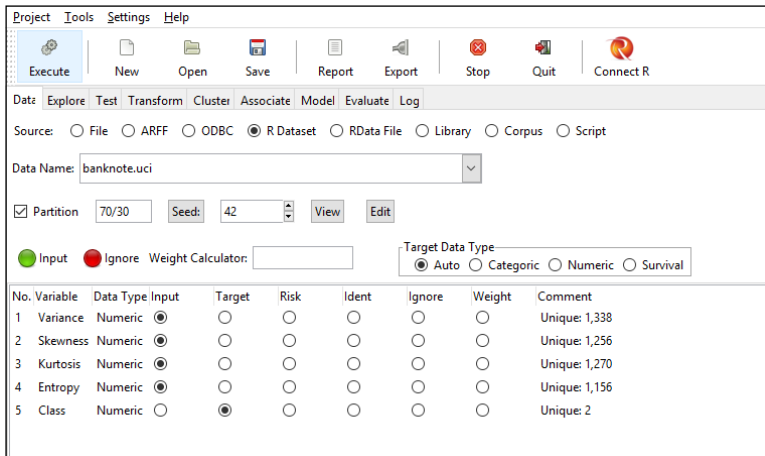 Project Tools Settings Help
Execute New Open Save Report Export Stop Quit Connect R
Data Explore Test Transform Cluster Associate Model Evaluate Log
Source: File ARFF ODBC R Dataset RData File Library Corpus Script
Data Name: banknote.uci
Partition 70/30 Seed: 42 View Edit
Target Data Type
Input Ignore Weight Calculator: Auto Categoric Numeric Survival
No. Variable Data Type Input Target Risk Ident Ignore Weight Comment
1 Variance Numeric Unique: 1,338
2 Skewness Numeric Unique: 1,256
3 Kurtosis Numeric Unique: 1,270
4 Entropy Numeric Unique: 1,156
5 Class Numeric Unique: 2